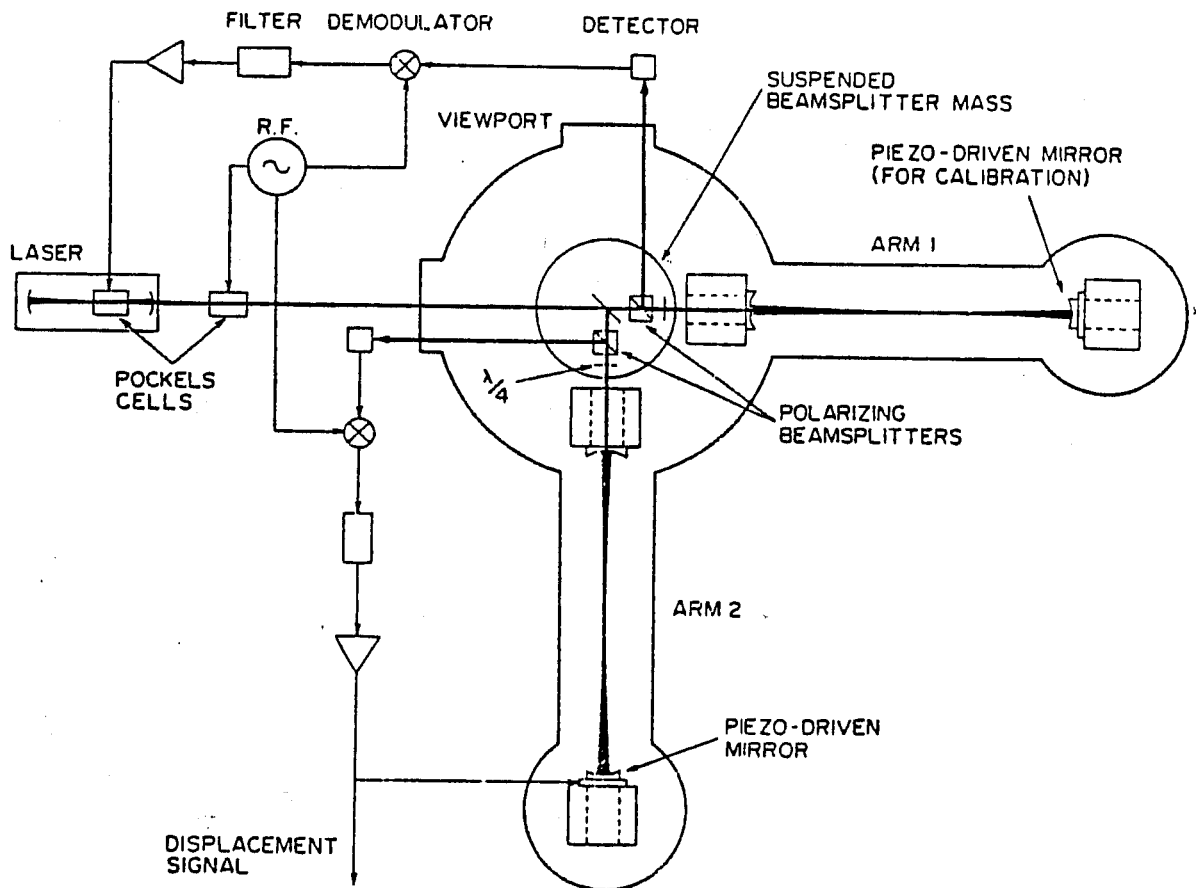 FILTER
DEMODULATOR
DETECTOR
SUSPENDED
BEAMSPLITTER MASS
VIEWPORT
R.F.
PIEZO-DRIVEN MIRROR
(FOR CALIBRATION)
LASER
ARM 1
POCKELS
CELLS
λ/4
POLARIZING
BEAMSPLITTERS
ARM 2
PIEZO-DRIVEN
MIRROR
DISPLACEMENT
SIGNAL